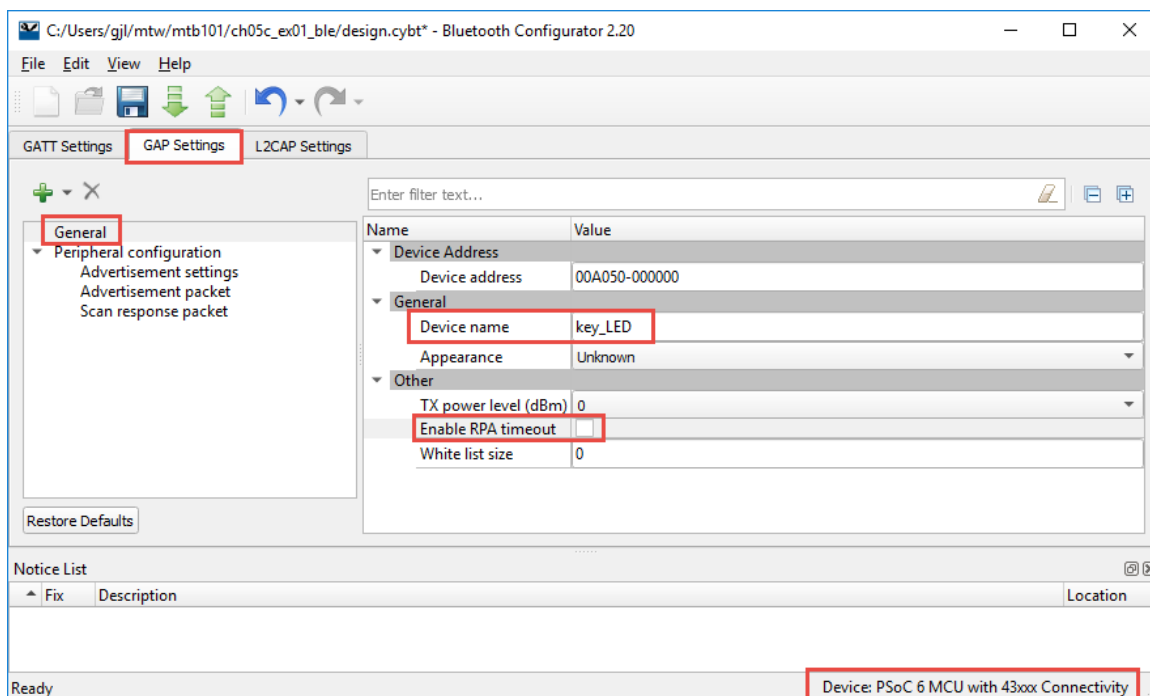 C:/Users/gjl/mtw/mtb101/ch05c_ex01_ble/design.cybt* - Bluetooth Configurator 2.20
File Edit View Help
GATT Settings GAP Settings L2CAP Settings
Enter filter text...
General
Peripheral configuration
Advertisement settings
Advertisement packet
Scan response packet
Restore Defaults
Name Value
Device Address
Device address 00A050-000000
General
Device name key_LED
Appearance Unknown
Other
TX power level (dBm) 0
Enable RPA timeout
White list size 0
Notice List
Fix Description Location
Ready Device: PSoC 6 MCU with 43xxx Connectivity